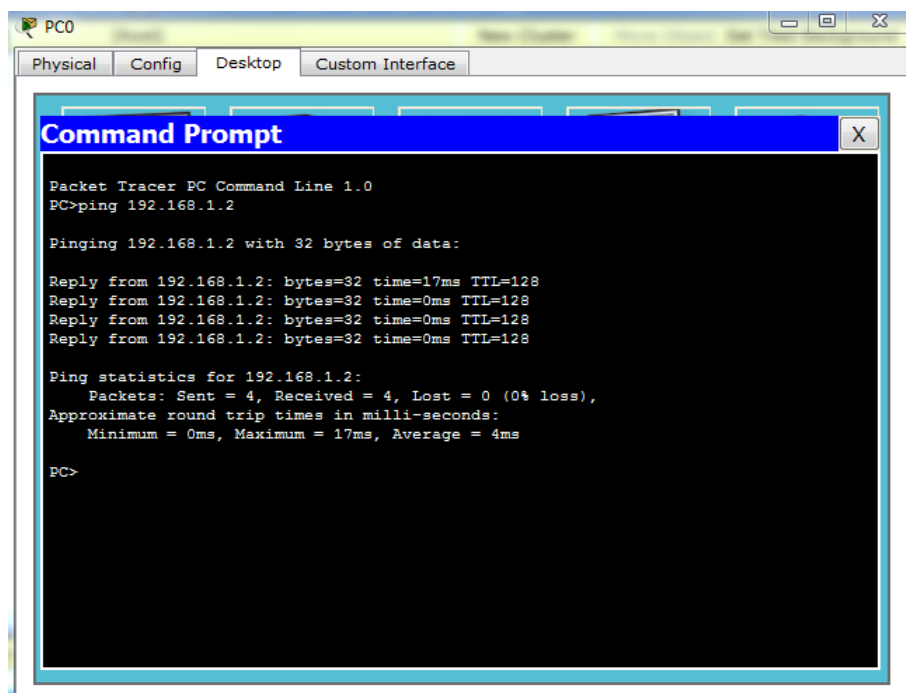 PC0
Physical Config Desktop Custom Interface
Command Prompt
X
Packet Tracer PC Command Line 1.0
PC>ping 192.168.1.2
Pinging 192.168.1.2 with 32 bytes of data:
Reply from 192.168.1.2: bytes=32 time=17ms TTL=128
Reply from 192.168.1.2: bytes=32 time=0ms TTL=128
Reply from 192.168.1.2: bytes=32 time=0ms TTL=128
Reply from 192.168.1.2: bytes=32 time=0ms TTL=128
Ping statistics for 192.168.1.2:
Packets: Sent = 4, Received = 4, Lost = 0 (0% loss),
Approximate round trip times in milli-seconds:
Minimum = 0ms, Maximum = 17ms, Average = 4ms
PC>